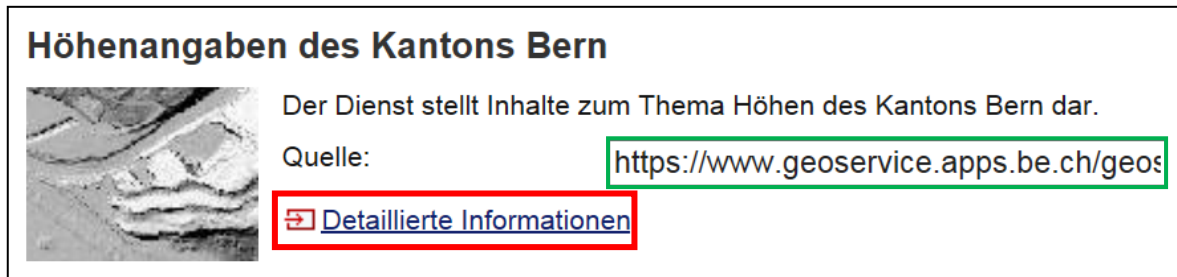 Höhenangaben des Kantons Bern
Der Dienst stellt Inhalte zum Thema Höhen des Kantons Bern dar.
Quelle: https://www.geoservice.apps.be.ch/geos
Detaillierte Informationen